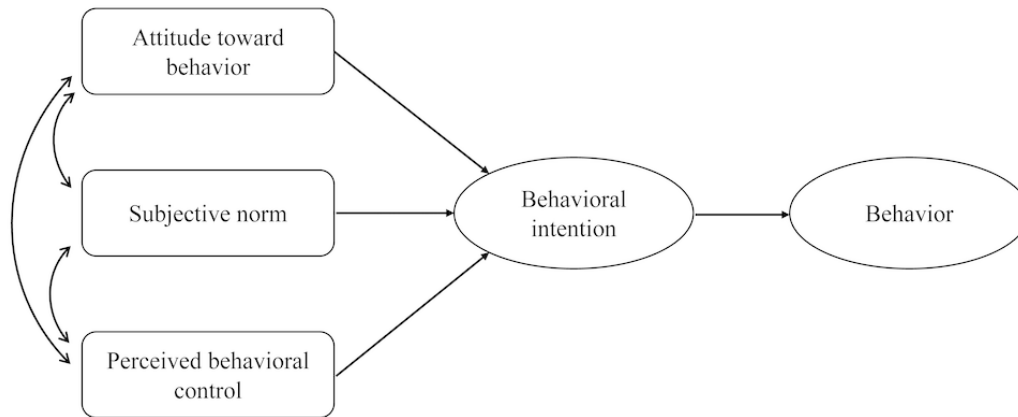 Attitude toward
behavior
Subjective norm
Perceived behavioral
control
Behavioral
intention
Behavior